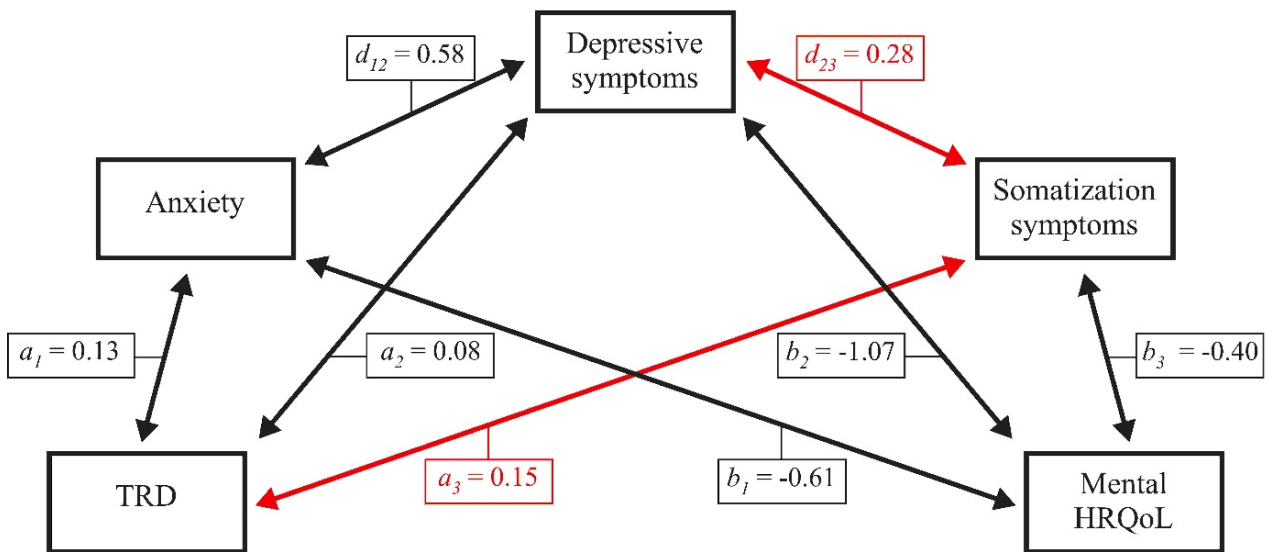 Depressive
symptoms
d12 = 0.58
d23 = 0.28
Anxiety
Somatization
symptoms
a1 = 0.13
a2 = 0.08
b2 = -1.07
b3 = -0.40
a3 = 0.15
b1 = -0.61
TRD
Mental
HRQoL